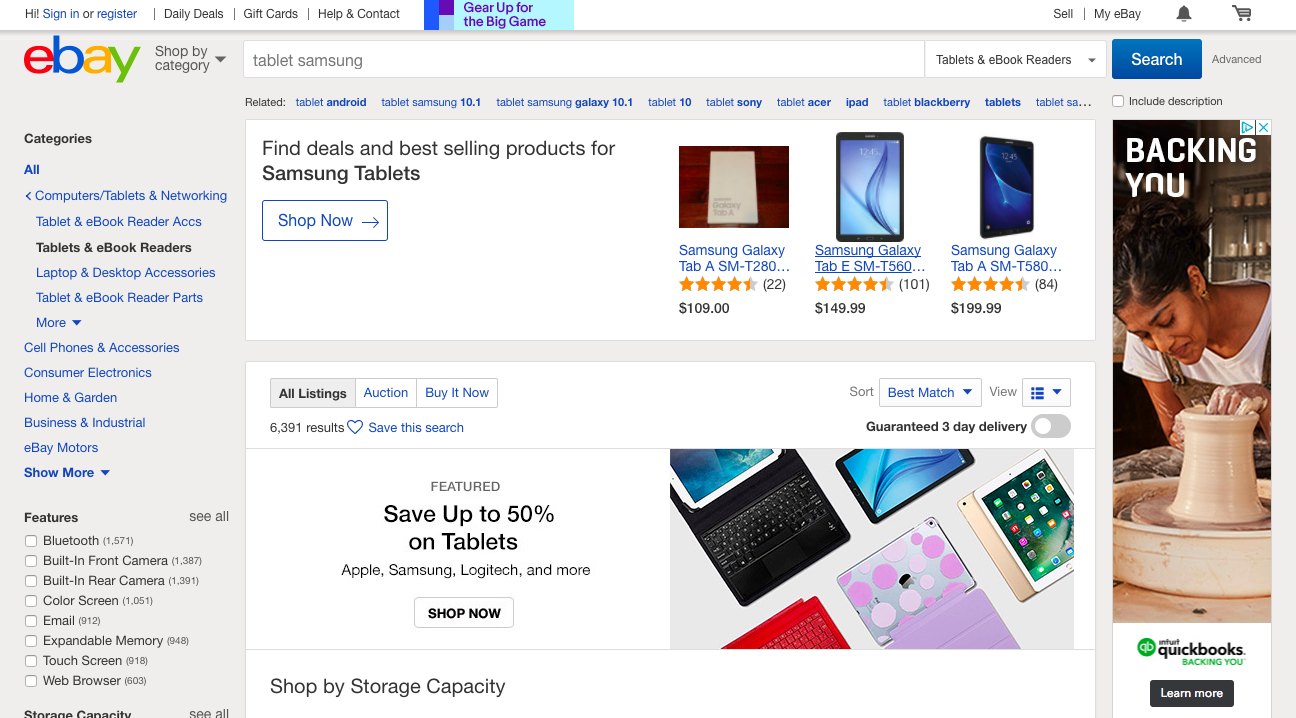 Hi! Sign in or register | Daily Deals | Gift Cards | Help & Contact
Gear Up for
the Big Game
Sell | My eBay
ebay
Shop by
category
tablet samsung
Tablets & eBook Readers
Search
Advanced
Related: tablet android tablet samsung 10.1 tablet samsung galaxy 10.1 tablet 10 tablet sony tablet acer ipad tablet blackberry tablets tablet sa...
Include description
Categories
All
Computers/Tablets & Networking
Tablet & eBook Reader Accs
Tablets & eBook Readers
Laptop & Desktop Accessories
Tablet & eBook Reader Parts
More
Cell Phones & Accessories
Consumer Electronics
Home & Garden
Business & Industrial
eBay Motors
Show More
Features see all
Bluetooth (1,571)
Built-In Front Camera (1,387)
Built-In Rear Camera (1,391)
Color Screen (1,051)
Email (912)
Expandable Memory (948)
Touch Screen (918)
Web Browser (603)
Storage Capacity see all
Find deals and best selling products for
Samsung Tablets
Shop Now
Samsung Galaxy
Tab A SM-T280...
(22)
$109.00
Samsung Galaxy
Tab E SM-T560...
(101)
$149.99
Samsung Galaxy
Tab A SM-T580...
(84)
$199.99
All Listings Auction Buy It Now
Sort Best Match View
6,391 results Save this search
Guaranteed 3 day delivery
FEATURED
Save Up to 50%
on Tablets
Apple, Samsung, Logitech, and more
SHOP NOW
Shop by Storage Capacity
BACKING
YOU
qb intuit
quickbooks.
BACKING YOU
Learn more